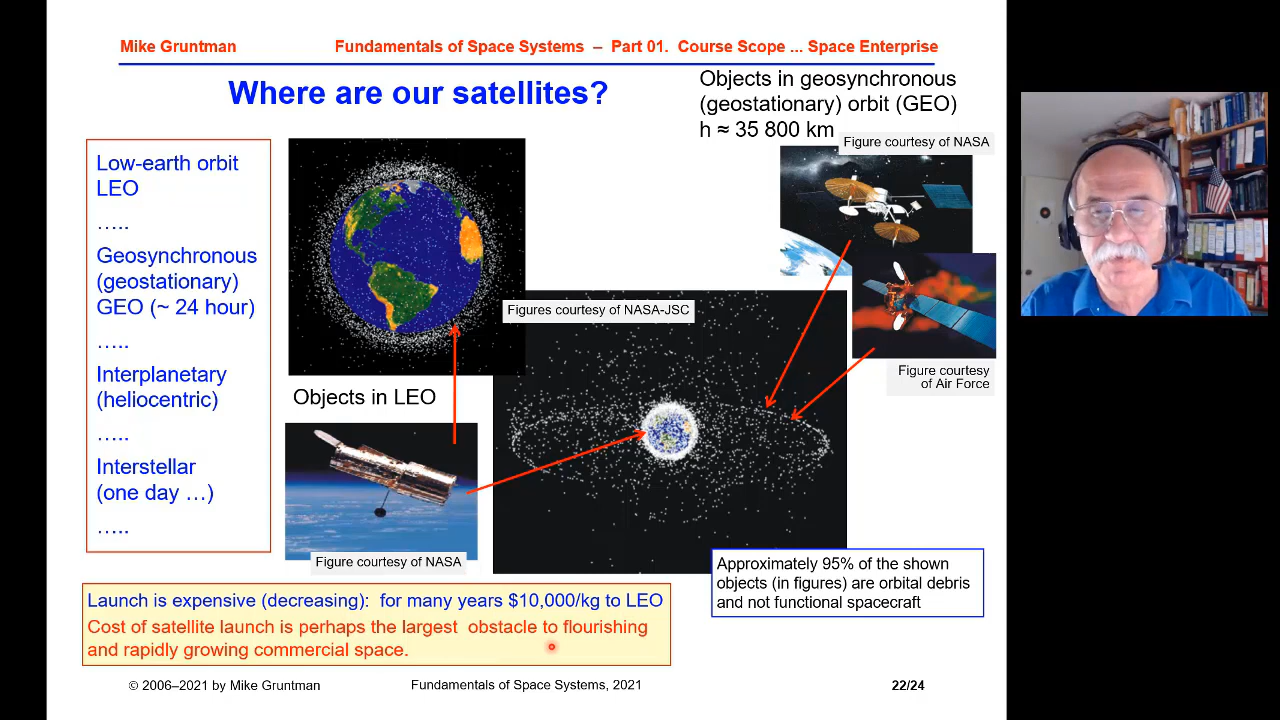 Mike Gruntman
Fundamentals of Space Systems – Part 01. Course Scope ... Space Enterprise
Where are our satellites?
Objects in geosynchronous
(geostationary) orbit (GEO)
h ≈ 35 800 km
Figure courtesy of NASA
Low-earth orbit
LEO
…..
Geosynchronous
(geostationary)
GEO (~ 24 hour)
…..
Interplanetary
(heliocentric)
…..
Interstellar
(one day …)
…..
Figures courtesy of NASA-JSC
Figure courtesy
of Air Force
Objects in LEO
Figure courtesy of NASA
Approximately 95% of the shown
objects (in figures) are orbital debris
and not functional spacecraft
Launch is expensive (decreasing): for many years $10,000/kg to LEO
Cost of satellite launch is perhaps the largest obstacle to flourishing
and rapidly growing commercial space.
© 2006–2021 by Mike Gruntman
Fundamentals of Space Systems, 2021
22/24